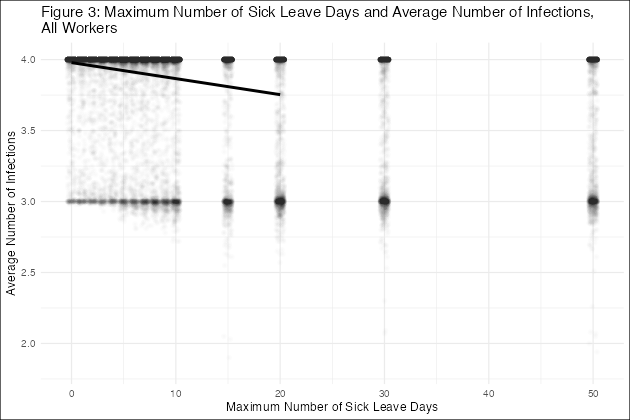 Figure 3: Maximum Number of Sick Leave Days and Average Number of Infections,
All Workers
Average Number of Infections
4.0
3.5
3.0
2.5
2.0
0 10 20 30 40 50
Maximum Number of Sick Leave Days